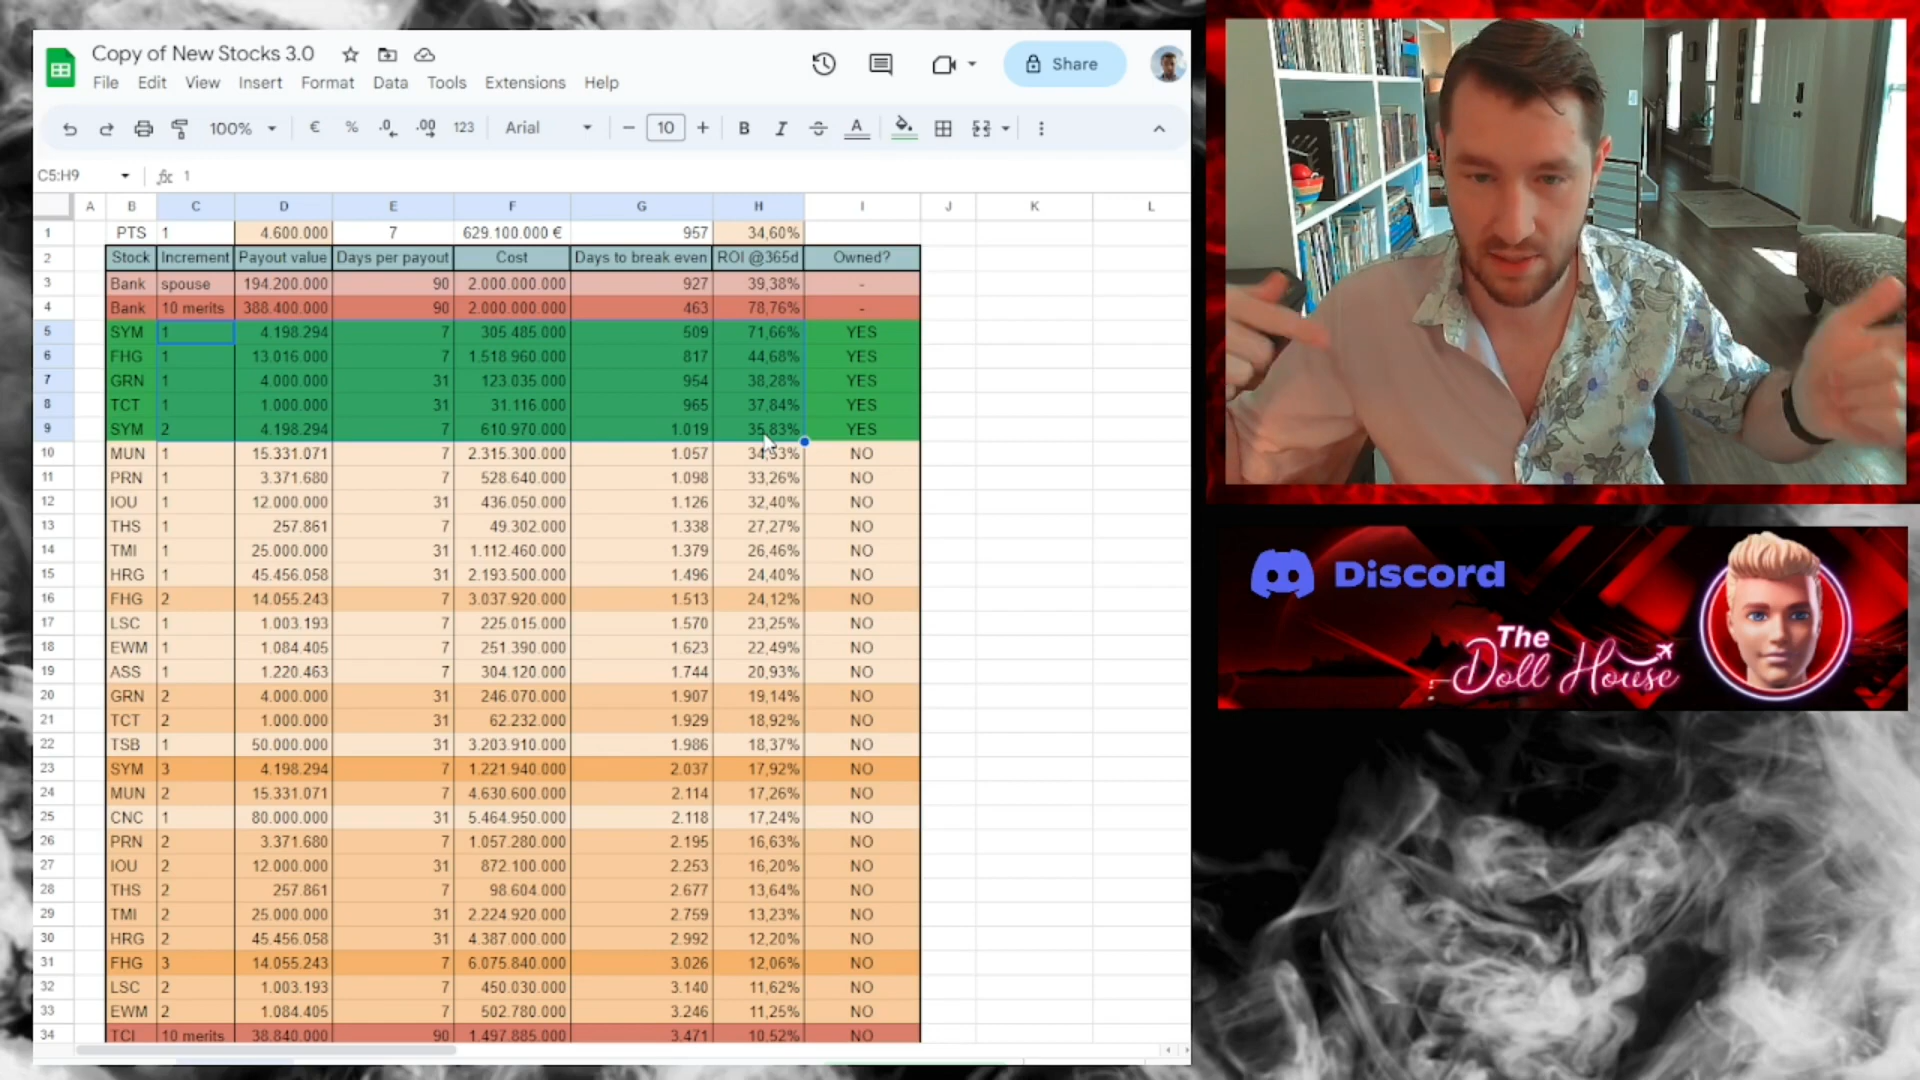 Copy of New Stocks 3.0
Share
File Edit View Insert Format Data Tools Extensions Help
100% € % .0 .00 123 Arial 10 B I A
C5:H9 fx 1
A B C D E F G H I J K L
1 PTS 1 4.600.000 7 629.100.000 € 957 34,60%
2 Stock Increment Payout value Days per payout Cost Days to break even ROI @365d Owned?
3 Bank spouse 194.200.000 90 2.000.000.000 927 39,38% -
4 Bank 10 merits 388.400.000 90 2.000.000.000 463 78,76% -
5 SYM 1 4.198.294 7 305.485.000 509 71,66% YES
6 FHG 1 13.016.000 7 1.518.960.000 817 44,68% YES
7 GRN 1 4.000.000 31 123.035.000 954 38,28% YES
8 TCT 1 1.000.000 31 31.116.000 965 37,84% YES
9 SYM 2 4.198.294 7 610.970.000 1.019 35,83% YES
10 MUN 1 15.331.071 7 2.315.300.000 1.057 34,53% NO
11 PRN 1 3.371.680 7 528.640.000 1.098 33,26% NO
12 IOU 1 12.000.000 31 436.050.000 1.126 32,40% NO
13 THS 1 257.861 7 49.302.000 1.338 27,27% NO
14 TMI 1 25.000.000 31 1.112.460.000 1.379 26,46% NO
15 HRG 1 45.456.058 31 2.193.500.000 1.496 24,40% NO
16 FHG 2 14.055.243 7 3.037.920.000 1.513 24,12% NO
17 LSC 1 1.003.193 7 225.015.000 1.570 23,25% NO
18 EWM 1 1.084.405 7 251.390.000 1.623 22,49% NO
19 ASS 1 1.220.463 7 304.120.000 1.744 20,93% NO
20 GRN 2 4.000.000 31 246.070.000 1.907 19,14% NO
21 TCT 2 1.000.000 31 62.232.000 1.929 18,92% NO
22 TSB 1 50.000.000 31 3.203.910.000 1.986 18,37% NO
23 SYM 3 4.198.294 7 1.221.940.000 2.037 17,92% NO
24 MUN 2 15.331.071 7 4.630.600.000 2.114 17,26% NO
25 CNC 1 80.000.000 31 5.464.950.000 2.118 17,24% NO
26 PRN 2 3.371.680 7 1.057.280.000 2.195 16,63% NO
27 IOU 2 12.000.000 31 872.100.000 2.253 16,20% NO
28 THS 2 257.861 7 98.604.000 2.677 13,64% NO
29 TMI 2 25.000.000 31 2.224.920.000 2.759 13,23% NO
30 HRG 2 45.456.058 31 4.387.000.000 2.992 12,20% NO
31 FHG 3 14.055.243 7 6.075.840.000 3.026 12,06% NO
32 LSC 2 1.003.193 7 450.030.000 3.140 11,62% NO
33 EWM 2 1.084.405 7 502.780.000 3.246 11,25% NO
34 TCI 10 merits 38.840.000 90 1.497.885.000 3.471 10,52% NO
Discord
The
Doll House